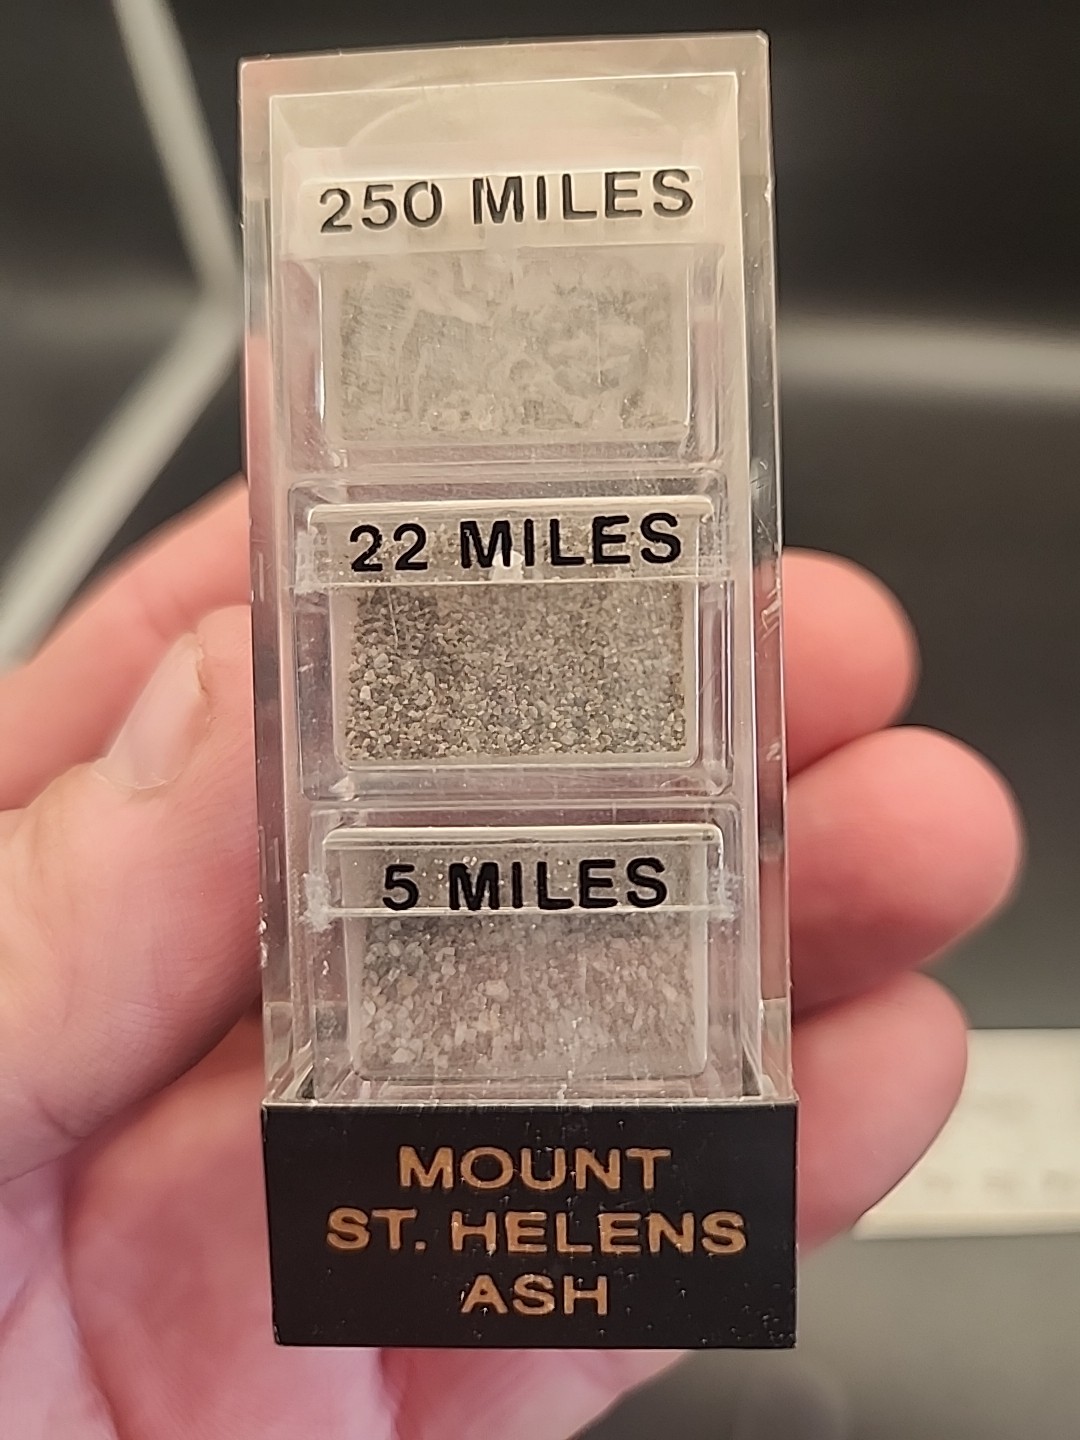 250 MILES
22 MILES
5 MILES
MOUNT
ST. HELENS
ASH